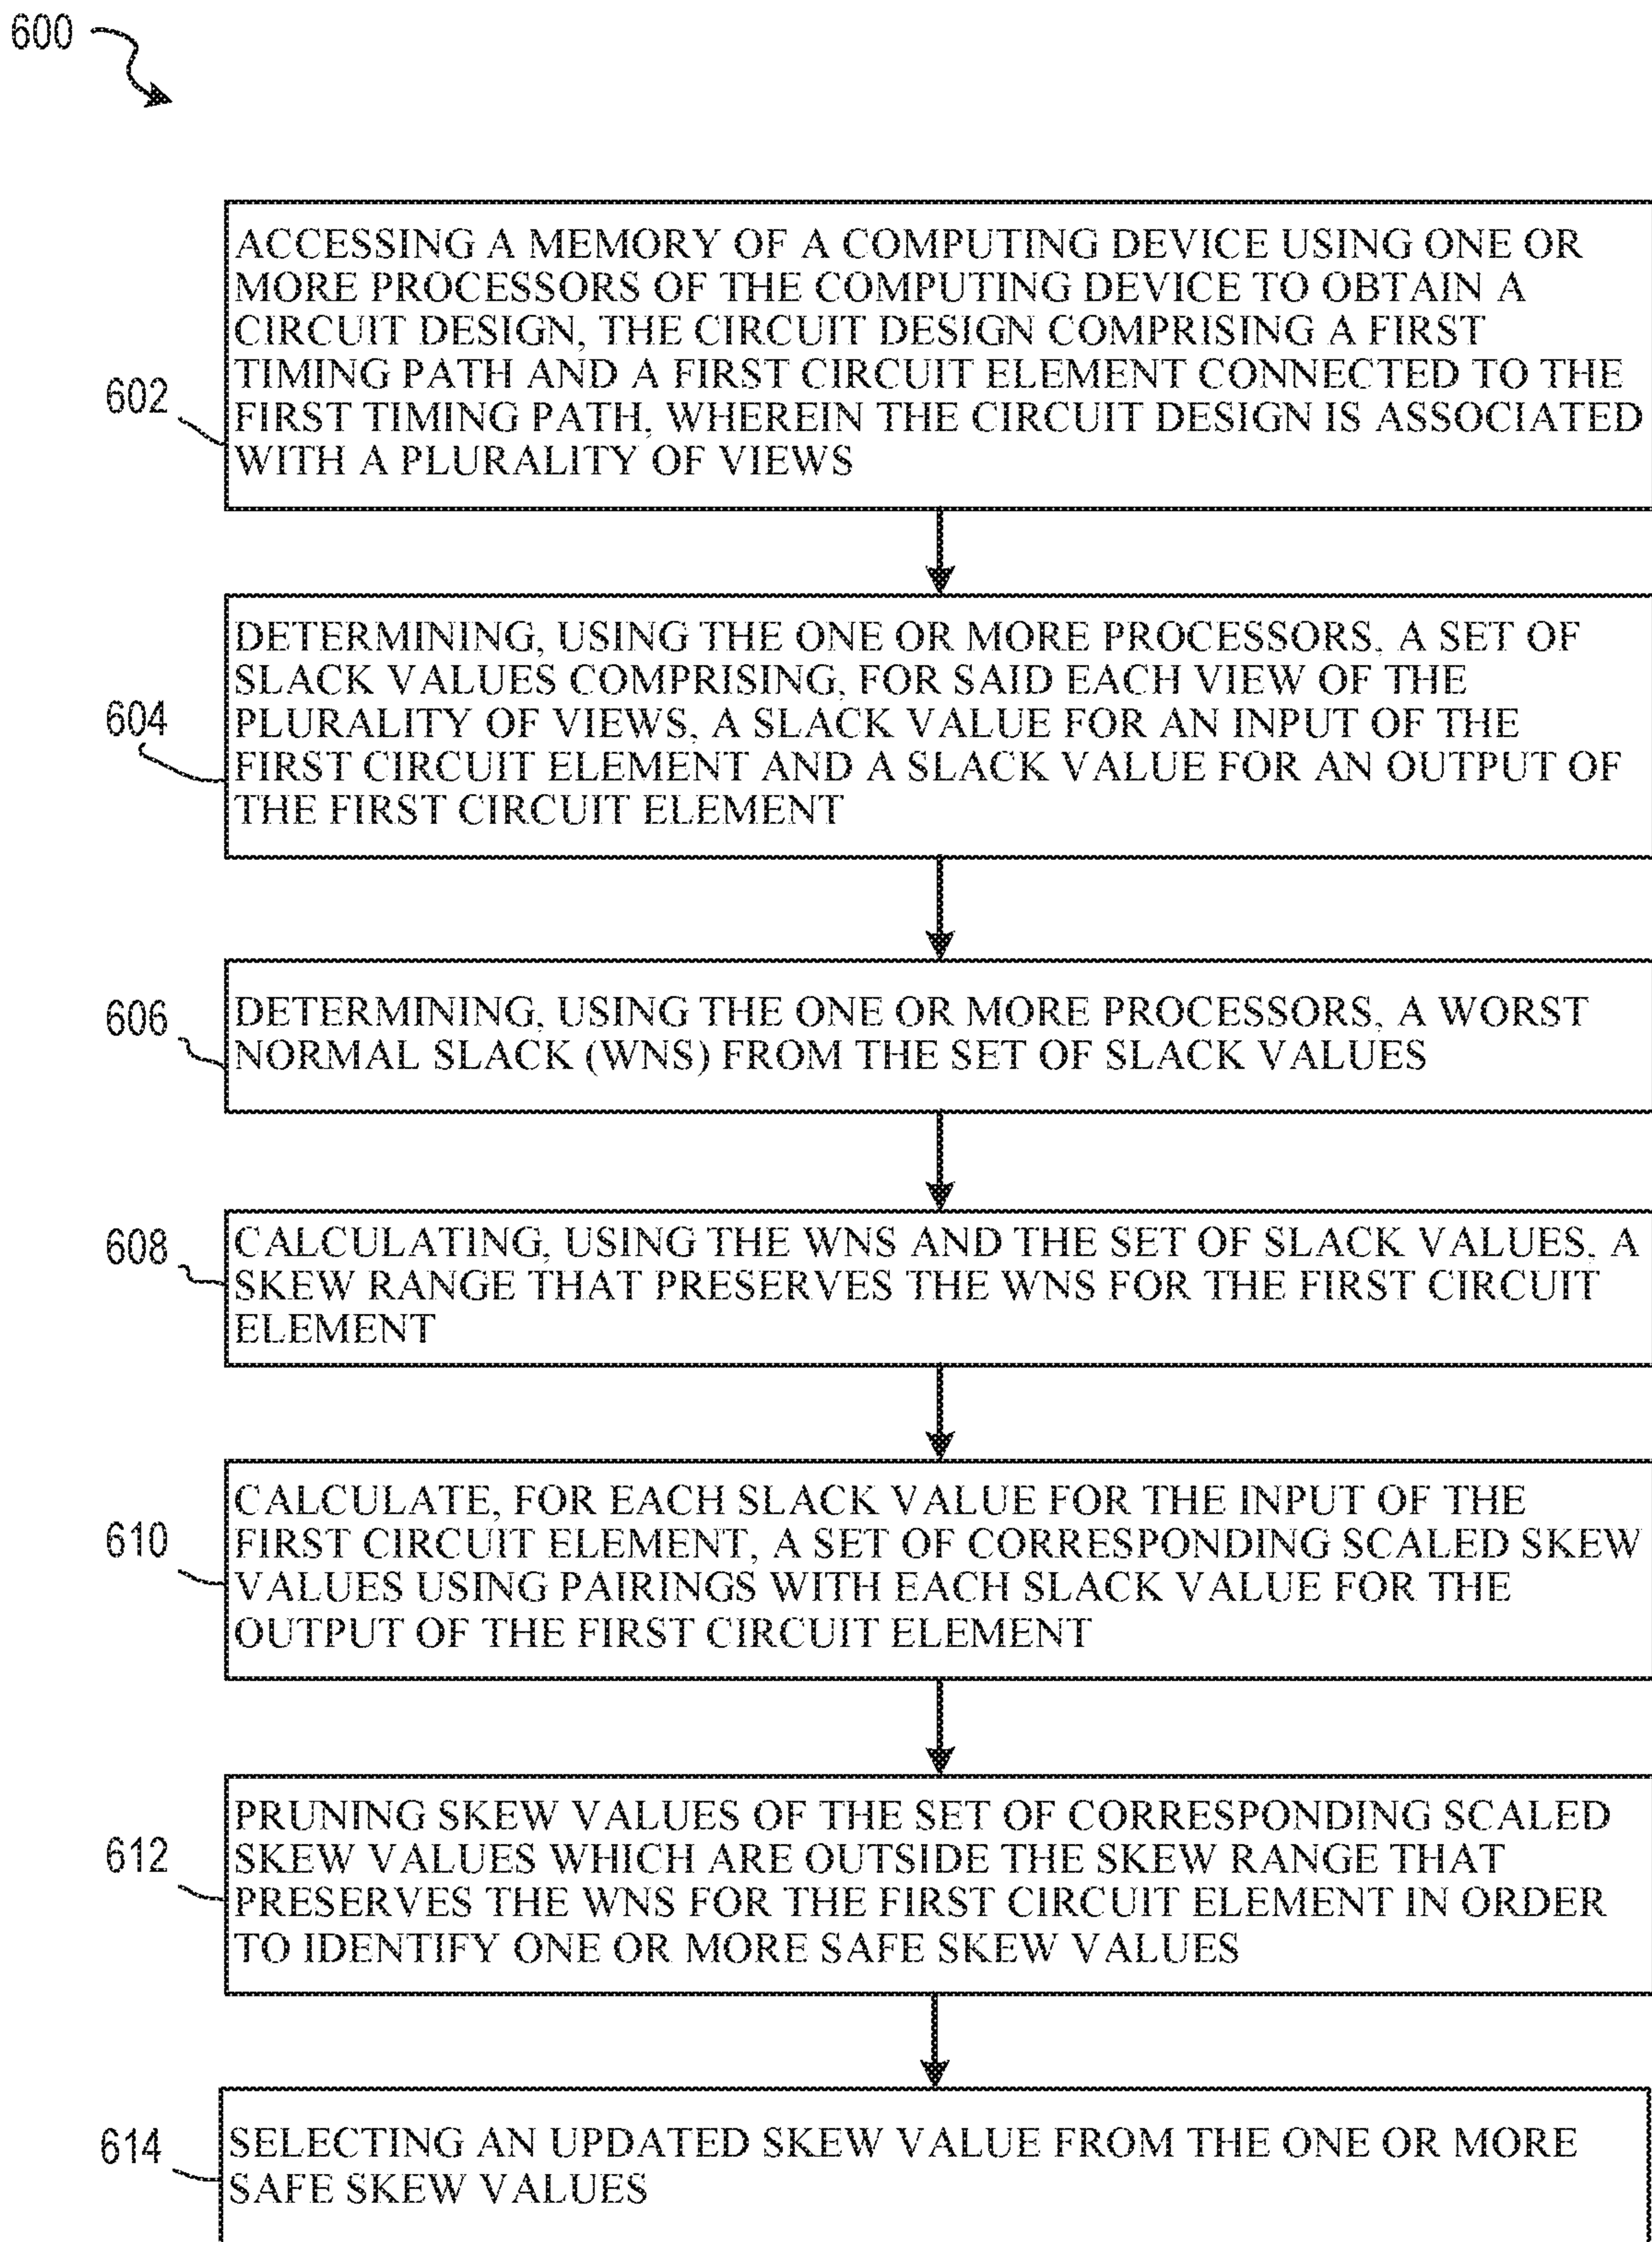 600
ACCESSING A MEMORY OF A COMPUTING DEVICE USING ONE OR
MORE PROCESSORS OF THE COMPUTING DEVICE TO OBTAIN A
CIRCUIT DESIGN, THE CIRCUIT DESIGN COMPRISING A FIRST
TIMING PATH AND A FIRST CIRCUIT ELEMENT CONNECTED TO THE
FIRST TIMING PATH, WHEREIN THE CIRCUIT DESIGN IS ASSOCIATED
WITH A PLURALITY OF VIEWS
602
DETERMINING, USING THE ONE OR MORE PROCESSORS, A SET OF
SLACK VALUES COMPRISING, FOR SAID EACH VIEW OF THE
PLURALITY OF VIEWS, A SLACK VALUE FOR AN INPUT OF THE
FIRST CIRCUIT ELEMENT AND A SLACK VALUE FOR AN OUTPUT OF
THE FIRST CIRCUIT ELEMENT
604
DETERMINING, USING THE ONE OR MORE PROCESSORS, A WORST
NORMAL SLACK (WNS) FROM THE SET OF SLACK VALUES
606
CALCULATING, USING THE WNS AND THE SET OF SLACK VALUES, A
SKEW RANGE THAT PRESERVES THE WNS FOR THE FIRST CIRCUIT
ELEMENT
608
CALCULATE, FOR EACH SLACK VALUE FOR THE INPUT OF THE
FIRST CIRCUIT ELEMENT, A SET OF CORRESPONDING SCALED SKEW
VALUES USING PAIRINGS WITH EACH SLACK VALUE FOR THE
OUTPUT OF THE FIRST CIRCUIT ELEMENT
610
PRUNING SKEW VALUES OF THE SET OF CORRESPONDING SCALED
SKEW VALUES WHICH ARE OUTSIDE THE SKEW RANGE THAT
PRESERVES THE WNS FOR THE FIRST CIRCUIT ELEMENT IN ORDER
TO IDENTIFY ONE OR MORE SAFE SKEW VALUES
612
SELECTING AN UPDATED SKEW VALUE FROM THE ONE OR MORE
SAFE SKEW VALUES
614